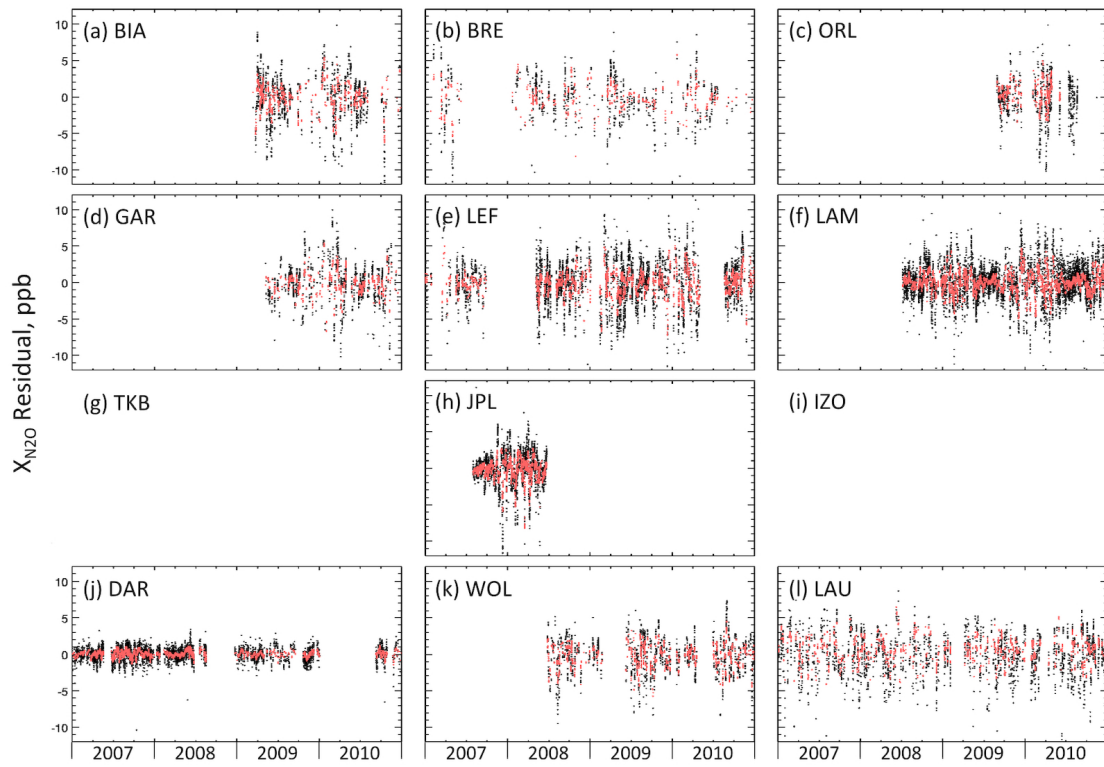 (a) BIA
(b) BRE
(c) ORL
10
5
0
-5
-10
(d) GAR
(e) LEF
(f) LAM
10
5
0
-5
-10
X_N2O Residual, ppb
(g) TKB
(h) JPL
(i) IZO
(j) DAR
(k) WOL
(l) LAU
10
5
0
-5
-10
2007 2008 2009 2010
2007 2008 2009 2010
2007 2008 2009 2010